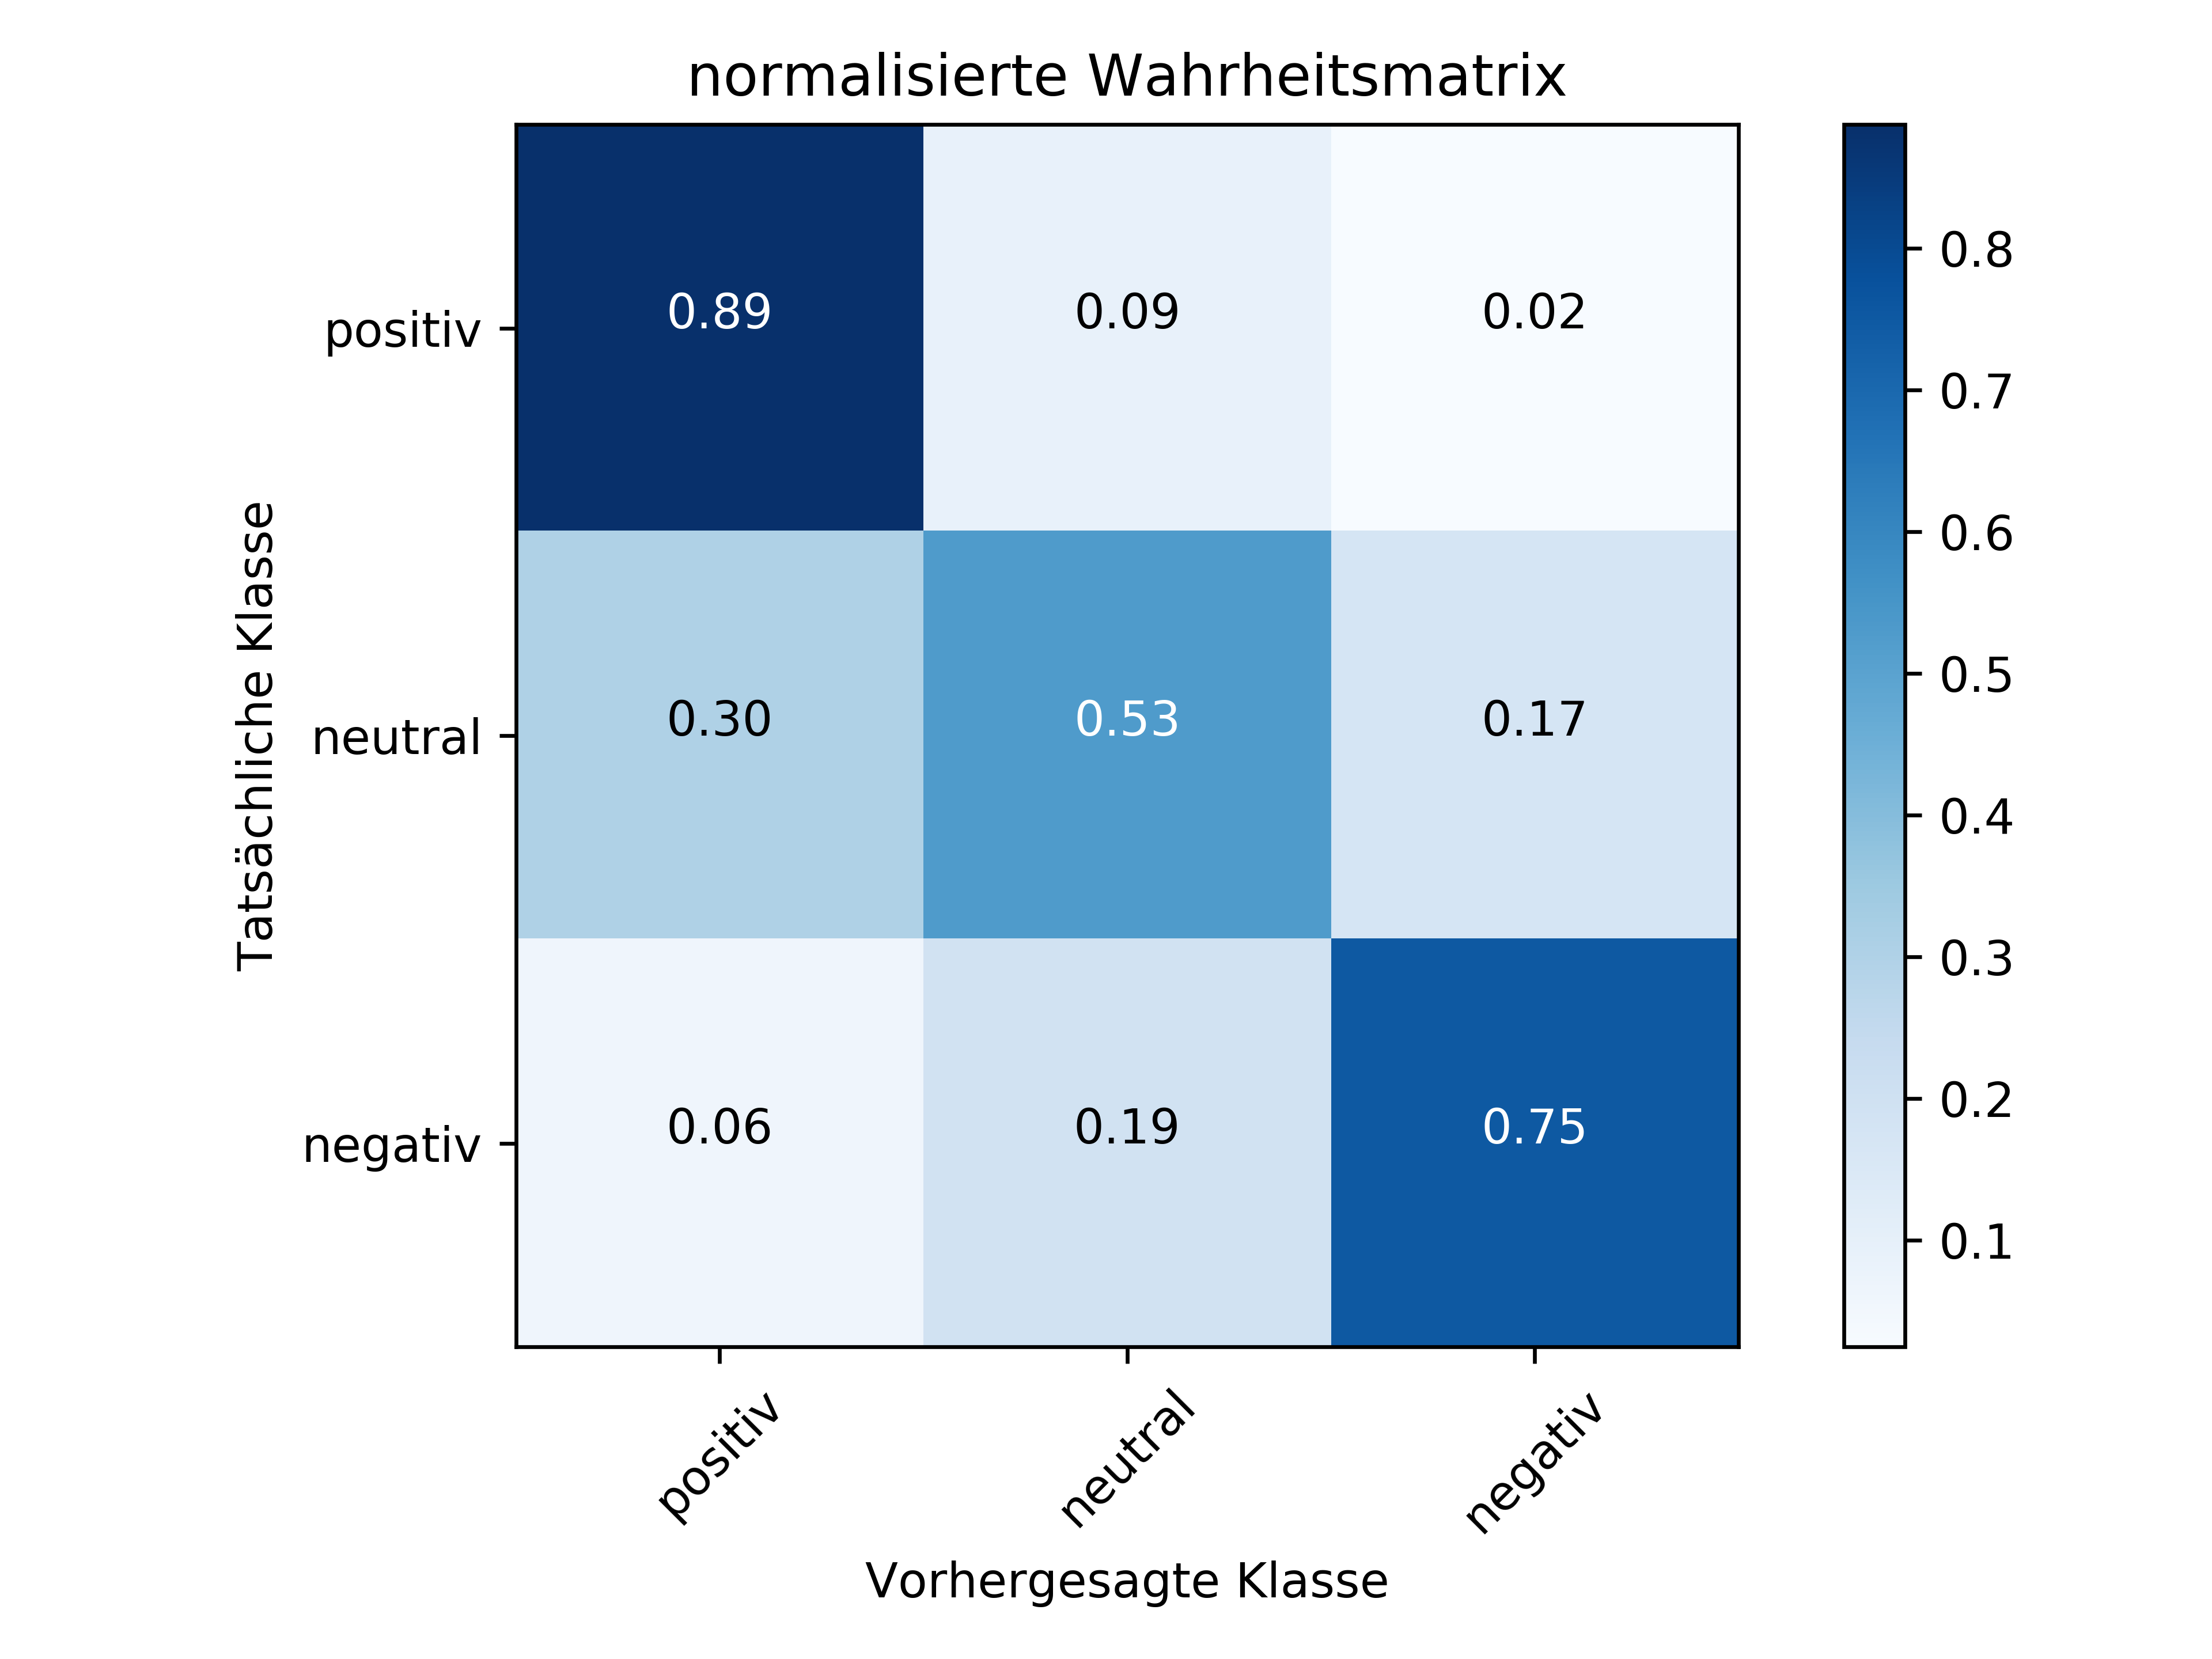 normalisierte Wahrheitsmatrix
Tatsächliche Klasse
positiv
0.89 0.09 0.02
neutral
0.30 0.53 0.17
negativ
0.06 0.19 0.75
positiv
neutral
negativ
Vorhergesagte Klasse
0.8
0.7
0.6
0.5
0.4
0.3
0.2
0.1